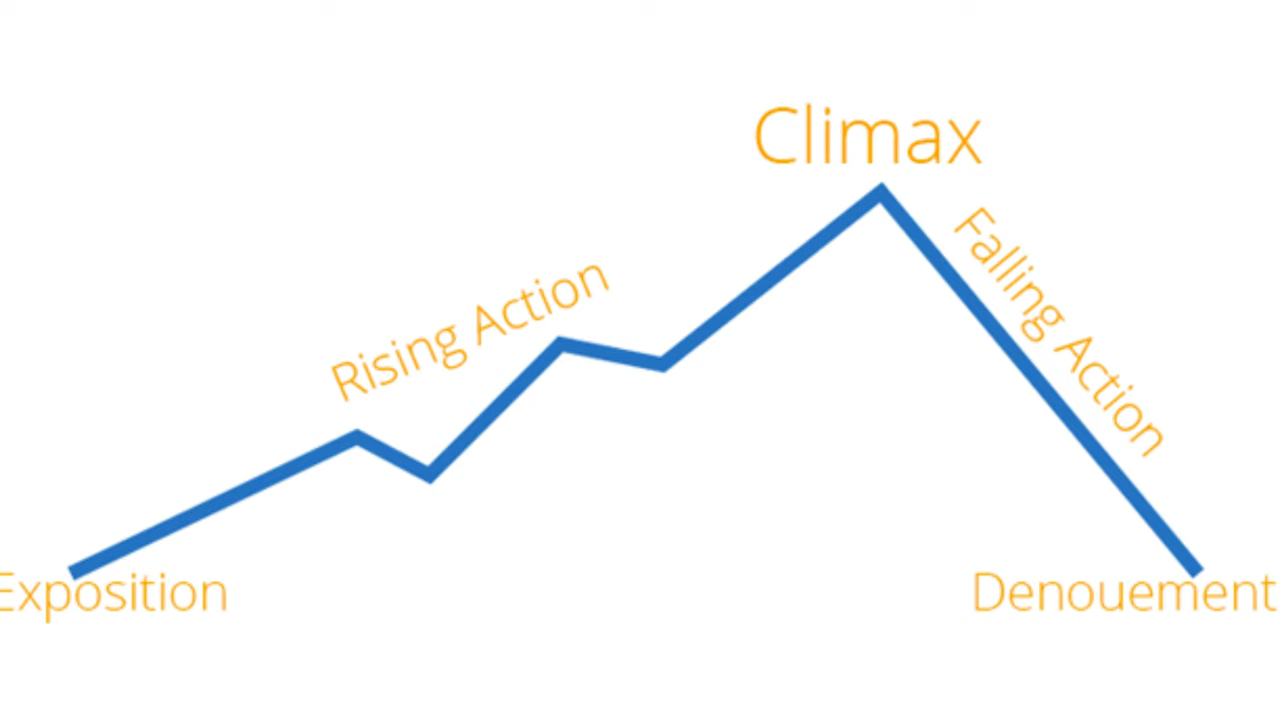 Climax
Rising Action
Falling Action
Exposition
Denouement